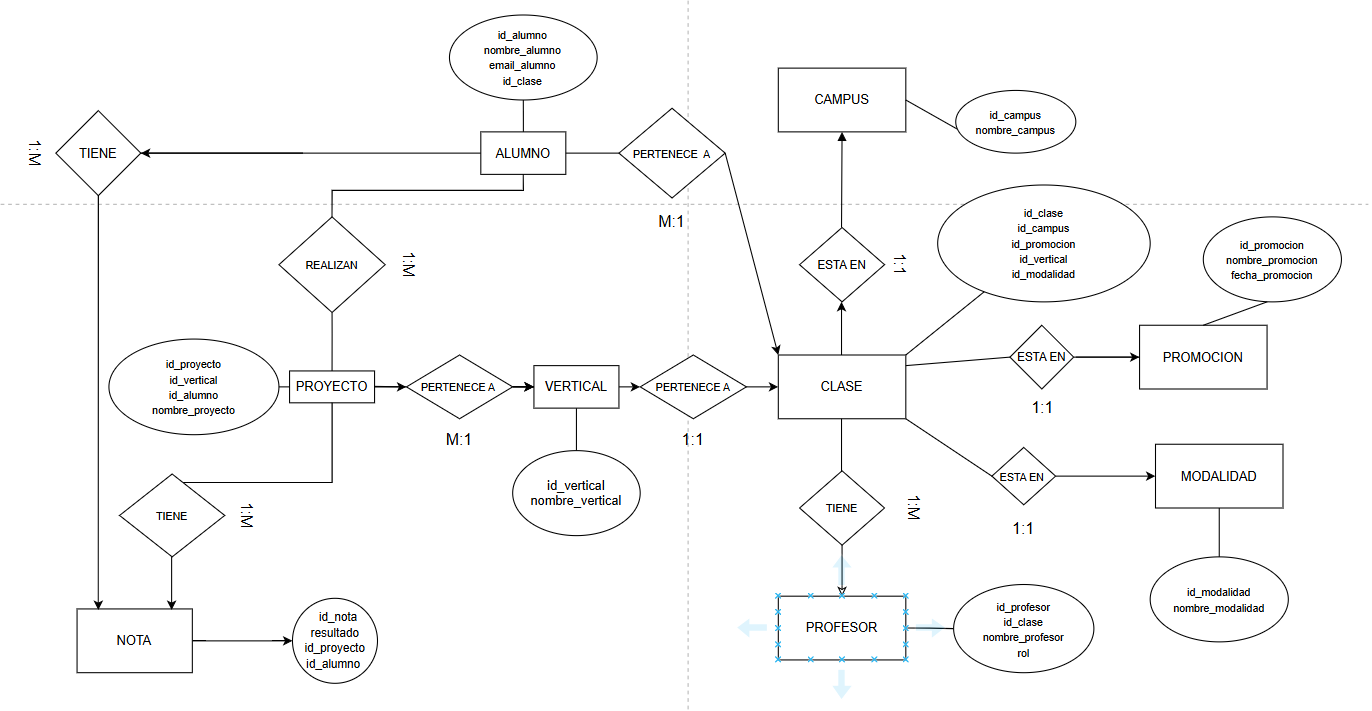 id_alumno
nombre_alumno
email_alumno
id_clase
CAMPUS
id_campus
nombre_campus
1:M
TIENE
ALUMNO
PERTENECE A
M:1
REALIZAN
1:M
ESTA EN
1:1
id_clase
id_campus
id_promocion
id_vertical
id_modalidad
id_promocion
nombre_promocion
fecha_promocion
id_proyecto
id_vertical
id_alumno
nombre_proyecto
PROYECTO
PERTENECE A
M:1
VERTICAL
PERTENECE A
1:1
CLASE
ESTA EN
1:1
PROMOCION
id_vertical
nombre_vertical
TIENE
1:M
TIENE
1:M
ESTA EN
1:1
MODALIDAD
id_modalidad
nombre_modalidad
NOTA
id_nota
resultado
id_proyecto
id_alumno
PROFESOR
id_profesor
id_clase
nombre_profesor
rol